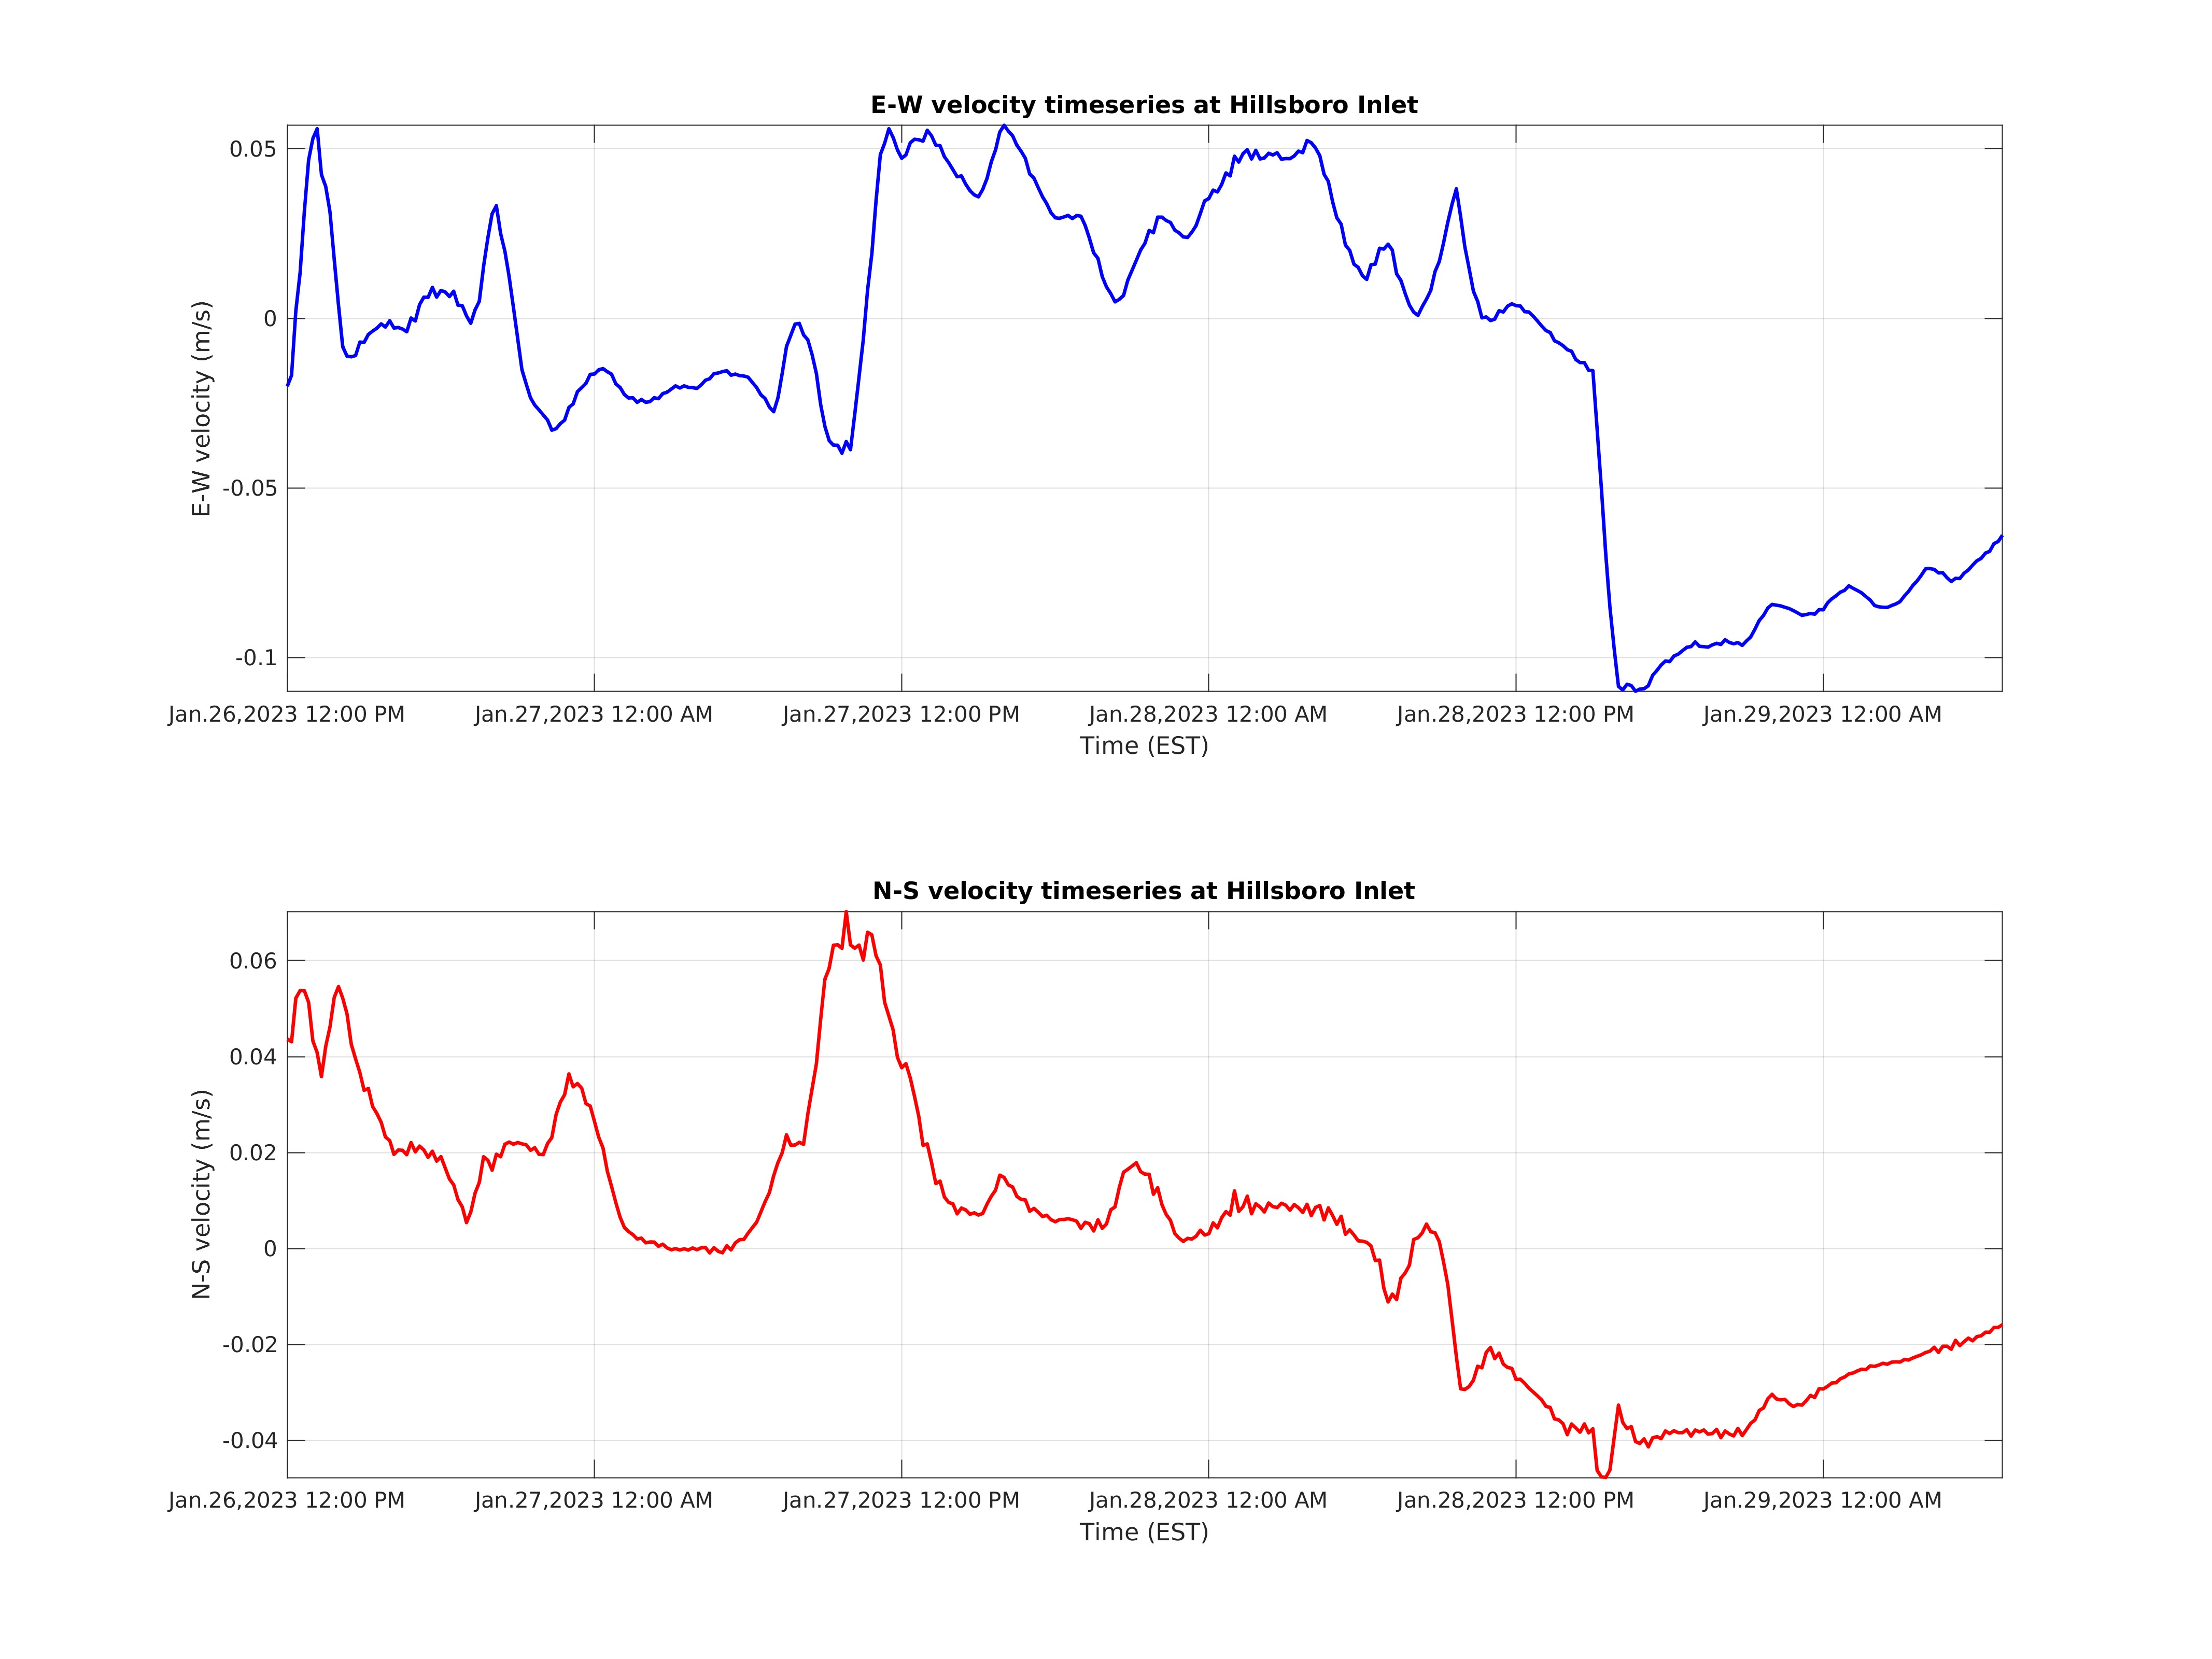 E-W velocity timeseries at Hillsboro Inlet
E-W velocity (m/s)
0.05
0
-0.05
-0.1
Jan.26,2023 12:00 PM Jan.27,2023 12:00 AM Jan.27,2023 12:00 PM Jan.28,2023 12:00 AM Jan.28,2023 12:00 PM Jan.29,2023 12:00 AM
Time (EST)
N-S velocity timeseries at Hillsboro Inlet
N-S velocity (m/s)
0.06
0.04
0.02
0
-0.02
-0.04
Jan.26,2023 12:00 PM Jan.27,2023 12:00 AM Jan.27,2023 12:00 PM Jan.28,2023 12:00 AM Jan.28,2023 12:00 PM Jan.29,2023 12:00 AM
Time (EST)